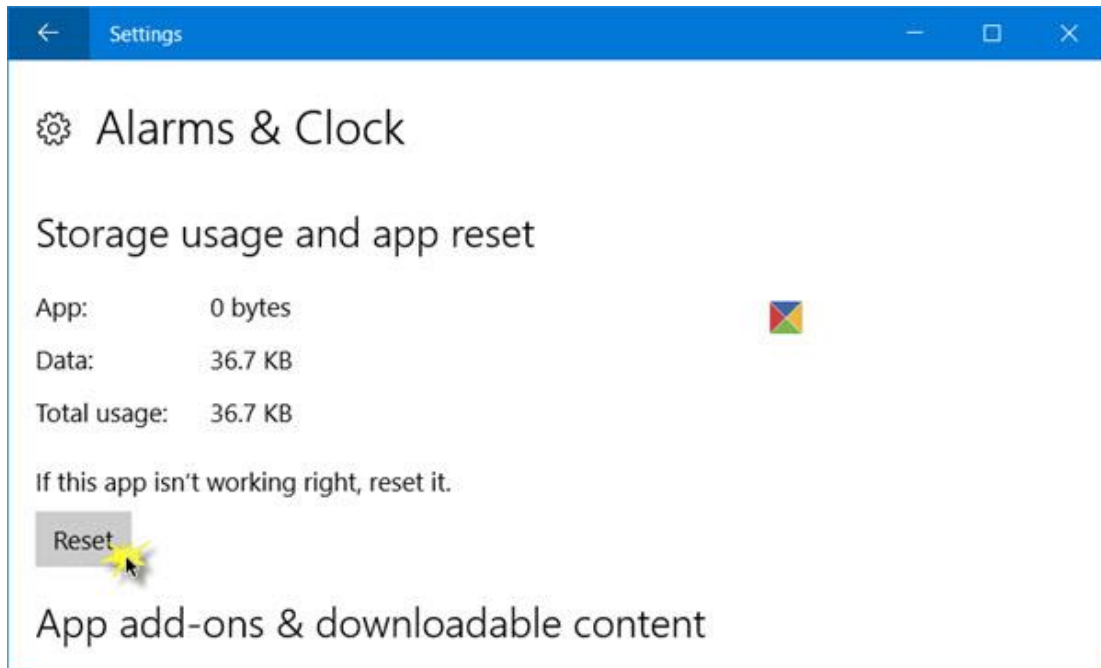 Settings
Alarms & Clock
Storage usage and app reset
App: 0 bytes
Data: 36.7 KB
Total usage: 36.7 KB
If this app isn't working right, reset it.
Reset
App add-ons & downloadable content